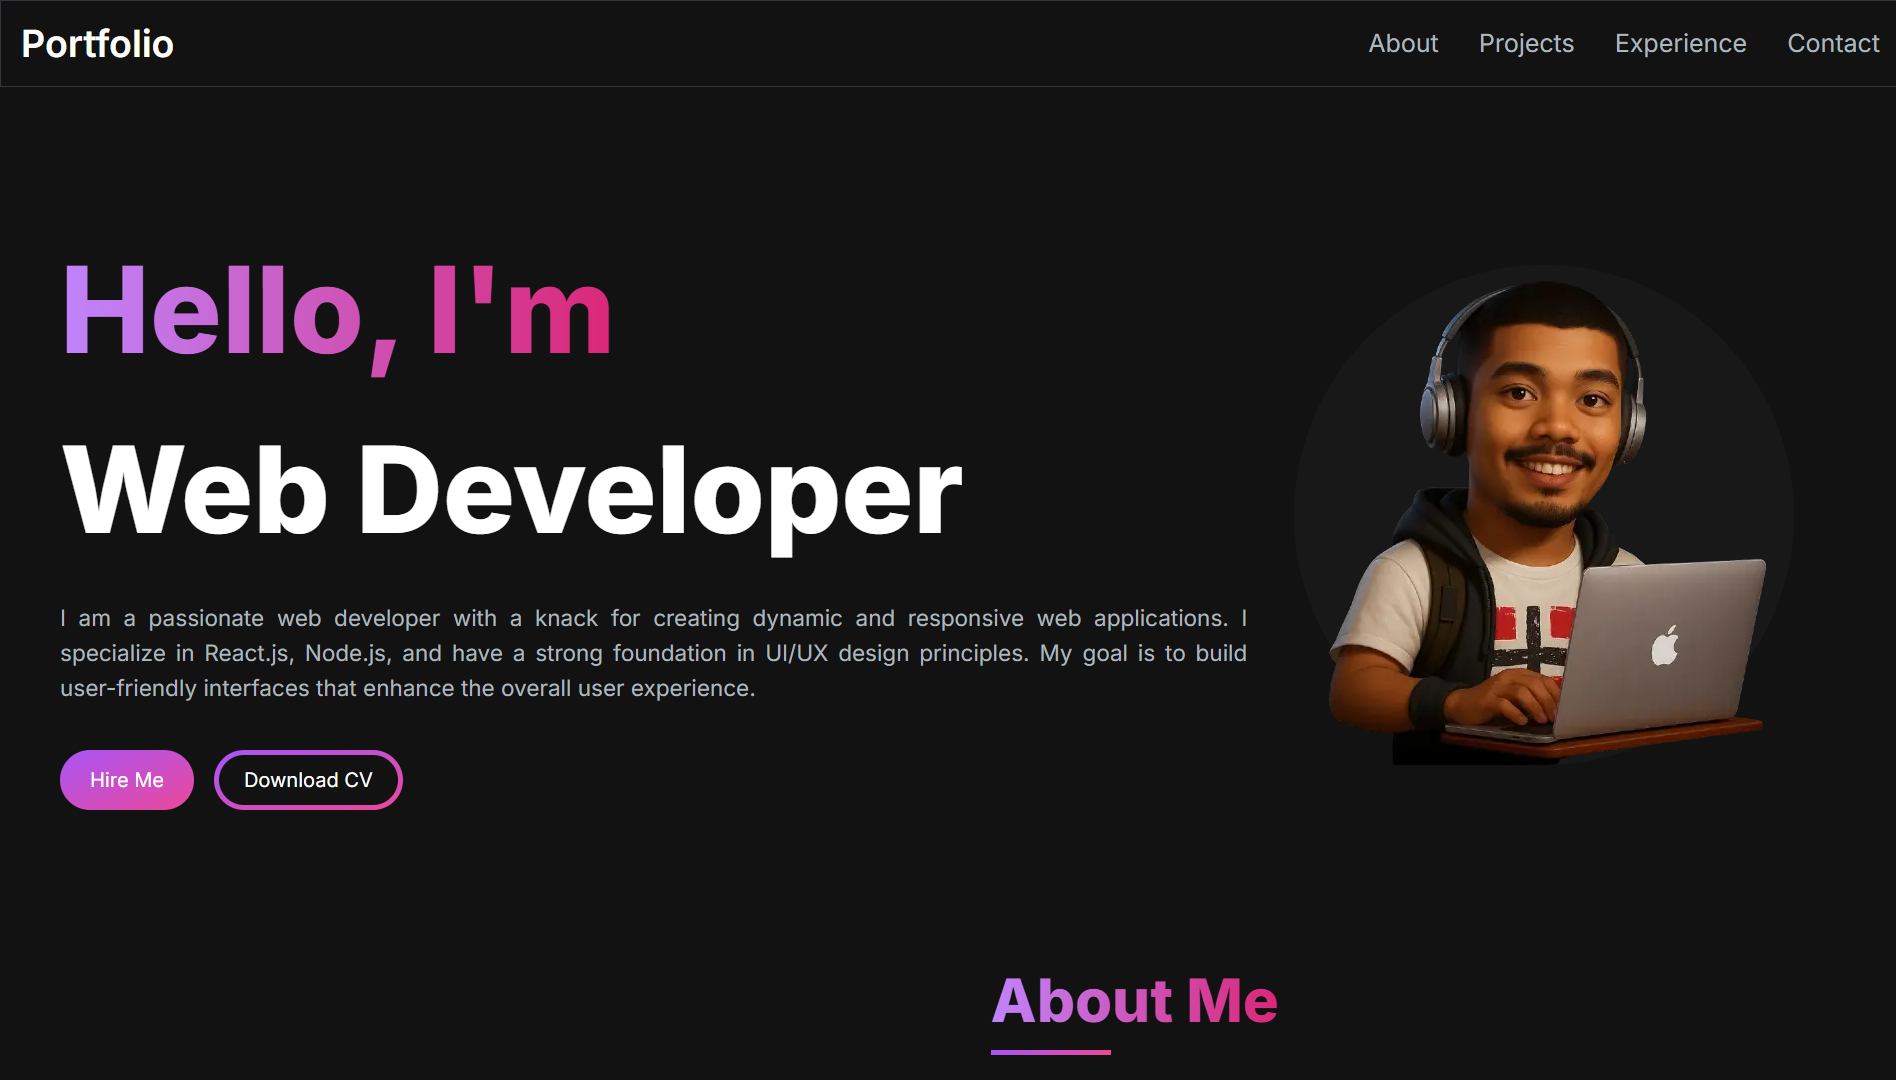 Portfolio
About Projects Experience Contact
Hello, I'm
Web Developer
I am a passionate web developer with a knack for creating dynamic and responsive web applications. I
specialize in React.js, Node.js, and have a strong foundation in UI/UX design principles. My goal is to build
user-friendly interfaces that enhance the overall user experience.
Hire Me
Download CV
About Me